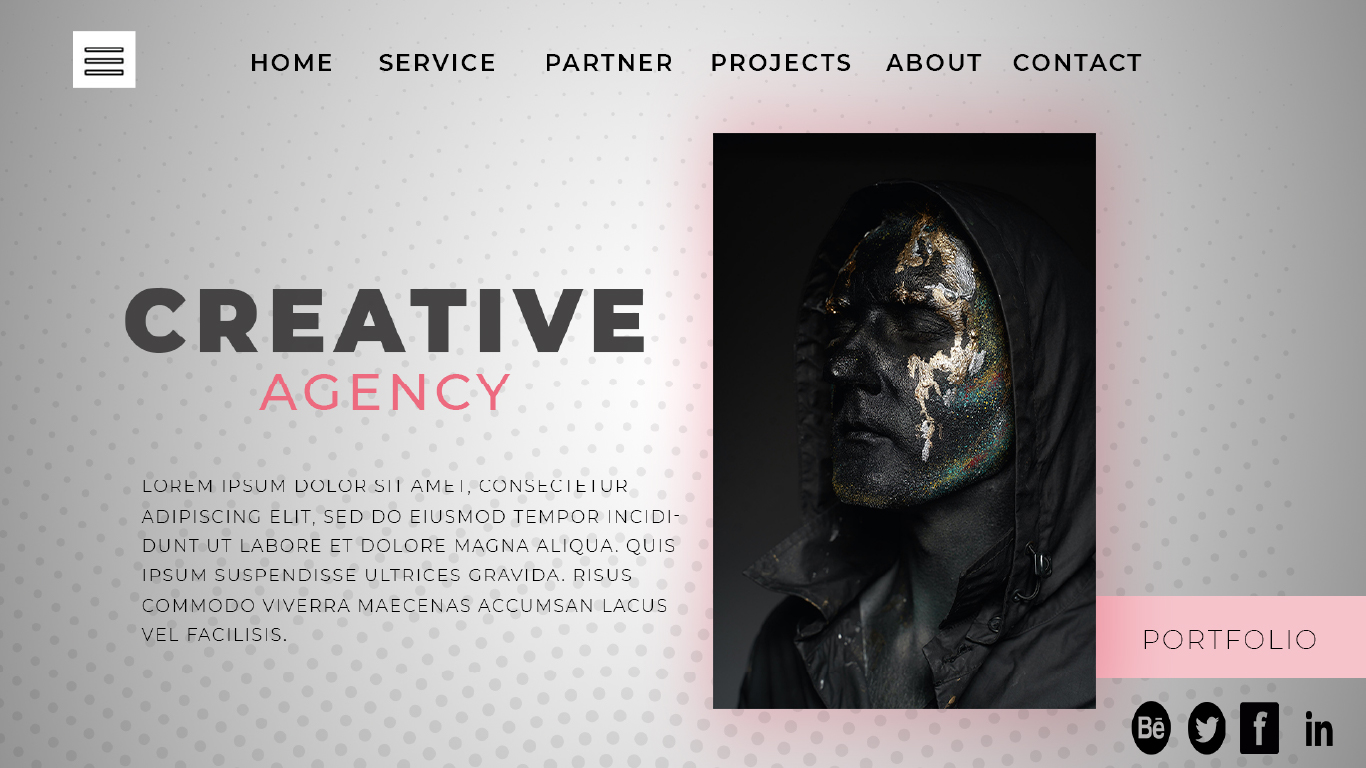 HOME SERVICE PARTNER PROJECTS ABOUT CONTACT
CREATIVE
AGENCY
LOREM IPSUM DOLOR SIT AMET, CONSECTETUR
ADIPISCING ELIT, SED DO EIUSMOD TEMPOR INCIDI-
DUNT UT LABORE ET DOLORE MAGNA ALIQUA. QUIS
IPSUM SUSPENDISSE ULTRICES GRAVIDA. RISUS
COMMODO VIVERRA MAECENAS ACCUMSAN LACUS
VEL FACILISIS.
PORTFOLIO
Bē f in